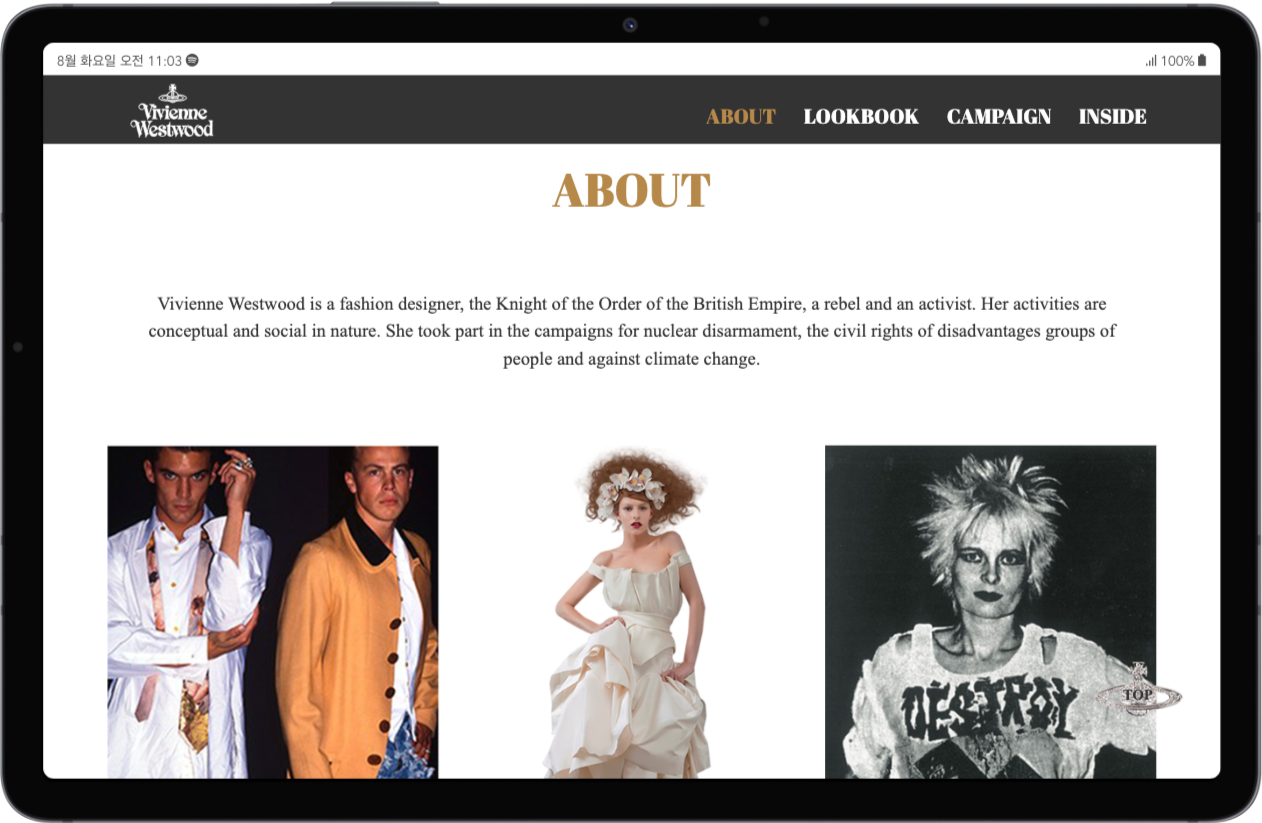 8월 화요일 오전 11:03
100%
Vivienne
Westwood
ABOUT LOOKBOOK CAMPAIGN INSIDE
ABOUT
Vivienne Westwood is a fashion designer, the Knight of the Order of the British Empire, a rebel and an activist. Her activities are
conceptual and social in nature. She took part in the campaigns for nuclear disarmament, the civil rights of disadvantages groups of
people and against climate change.
DESTROY
TOP